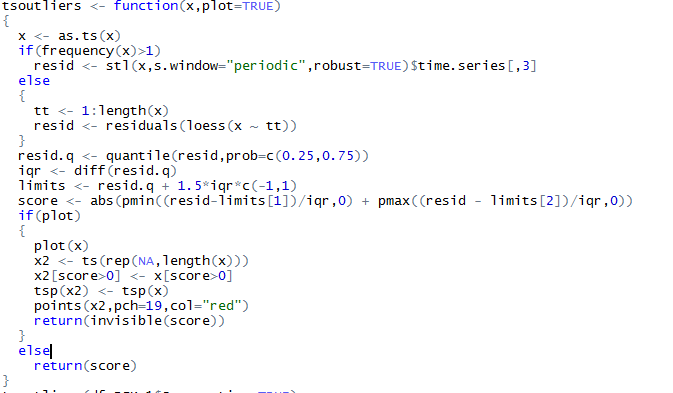 tsoutliers <- function(x,plot=TRUE)
{
  x <- as.ts(x)
  if(frequency(x)>1)
    resid <- stl(x,s.window="periodic",robust=TRUE)$time.series[,3]
  else
  {
    tt <- 1:length(x)
    resid <- residuals(loess(x ~ tt))
  }
  resid.q <- quantile(resid,prob=c(0.25,0.75))
  iqr <- diff(resid.q)
  limits <- resid.q + 1.5*iqr*c(-1,1)
  score <- abs(pmin((resid-limits[1])/iqr,0) + pmax((resid - limits[2])/iqr,0))
  if(plot)
  {
    plot(x)
    x2 <- ts(rep(NA,length(x)))
    x2[score>0] <- x[score>0]
    tsp(x2) <- tsp(x)
    points(x2,pch=19,col="red")
    return(invisible(score))
  }
  else
    return(score)
}